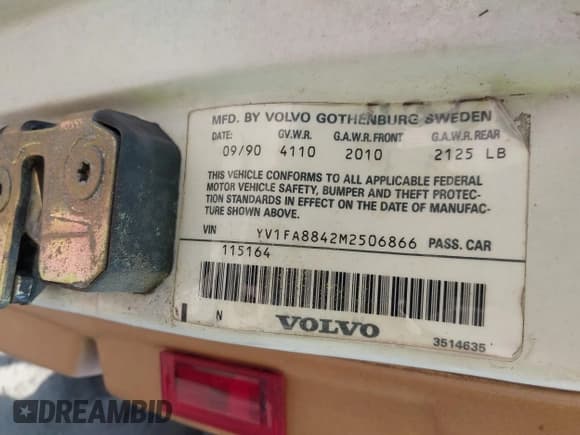 MFD. BY VOLVO GOTHENBURG SWEDEN
DATE: GV.W.R. G.A.W.R. FRONT G.A.W.R. REAR
09/90 4110 2010 2125 LB
THIS VEHICLE CONFORMS TO ALL APPLICABLE FEDERAL
MOTOR VEHICLE SAFETY, BUMPER AND THEFT PROTEC-
TION STANDARDS IN EFFECT ON THE DATE OF MANUFAC-
TURE SHOWN ABOVE.
VIN YV1FA8842M2506866 PASS. CAR
115164
N VOLVO 3514635
DREAMBID